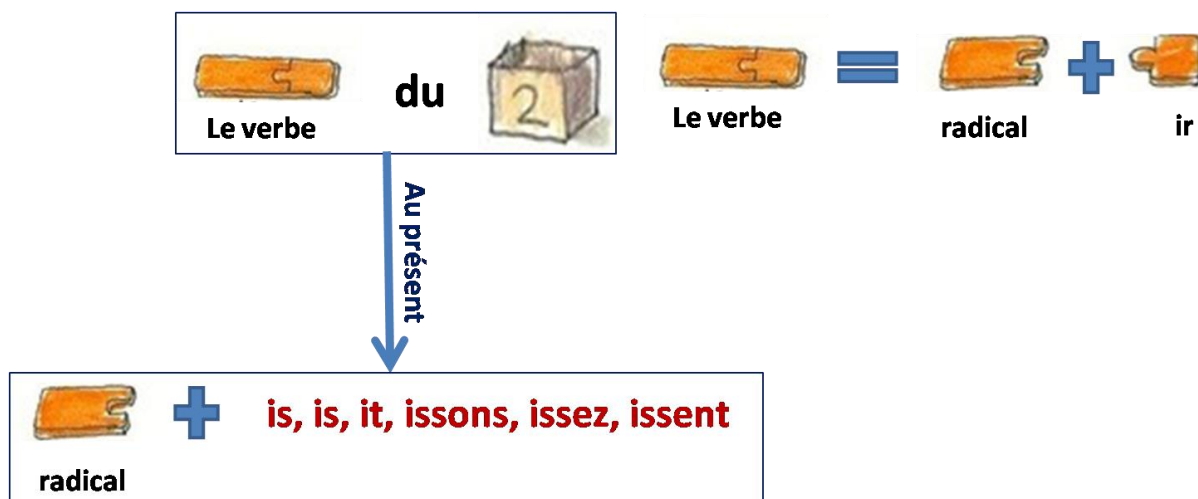 du
2
Le verbe
Le verbe
radical
ir
Au présent
is, is, it, issons, issez, issent
radical